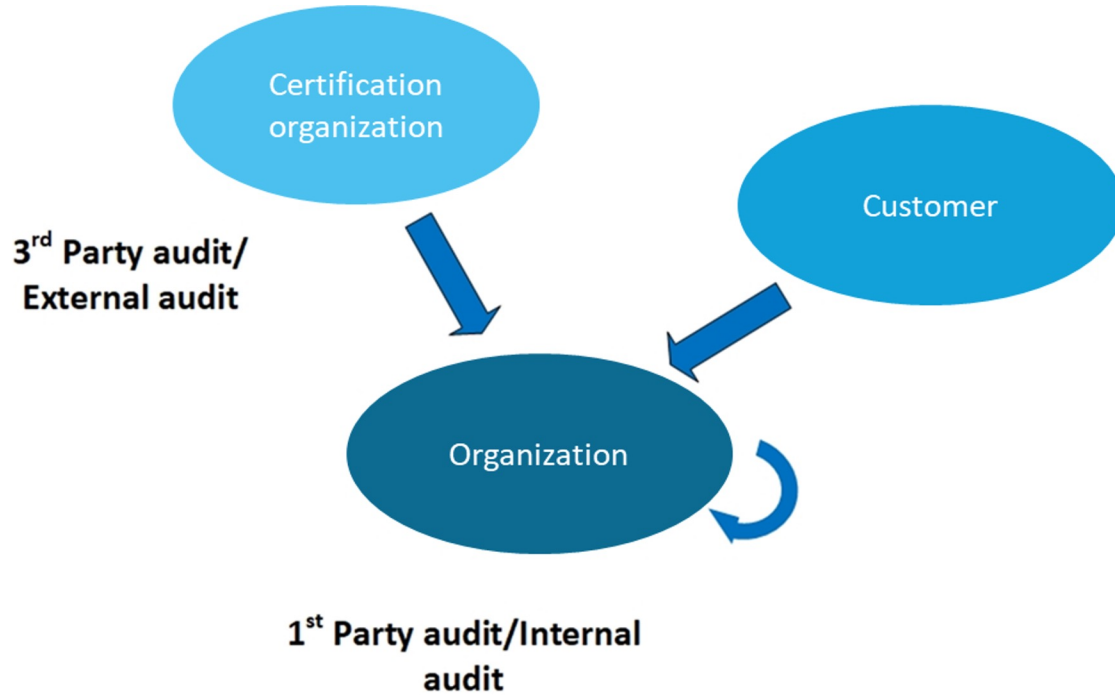 Certification
organization
Customer
3rd Party audit/
External audit
Organization
1st Party audit/Internal
audit